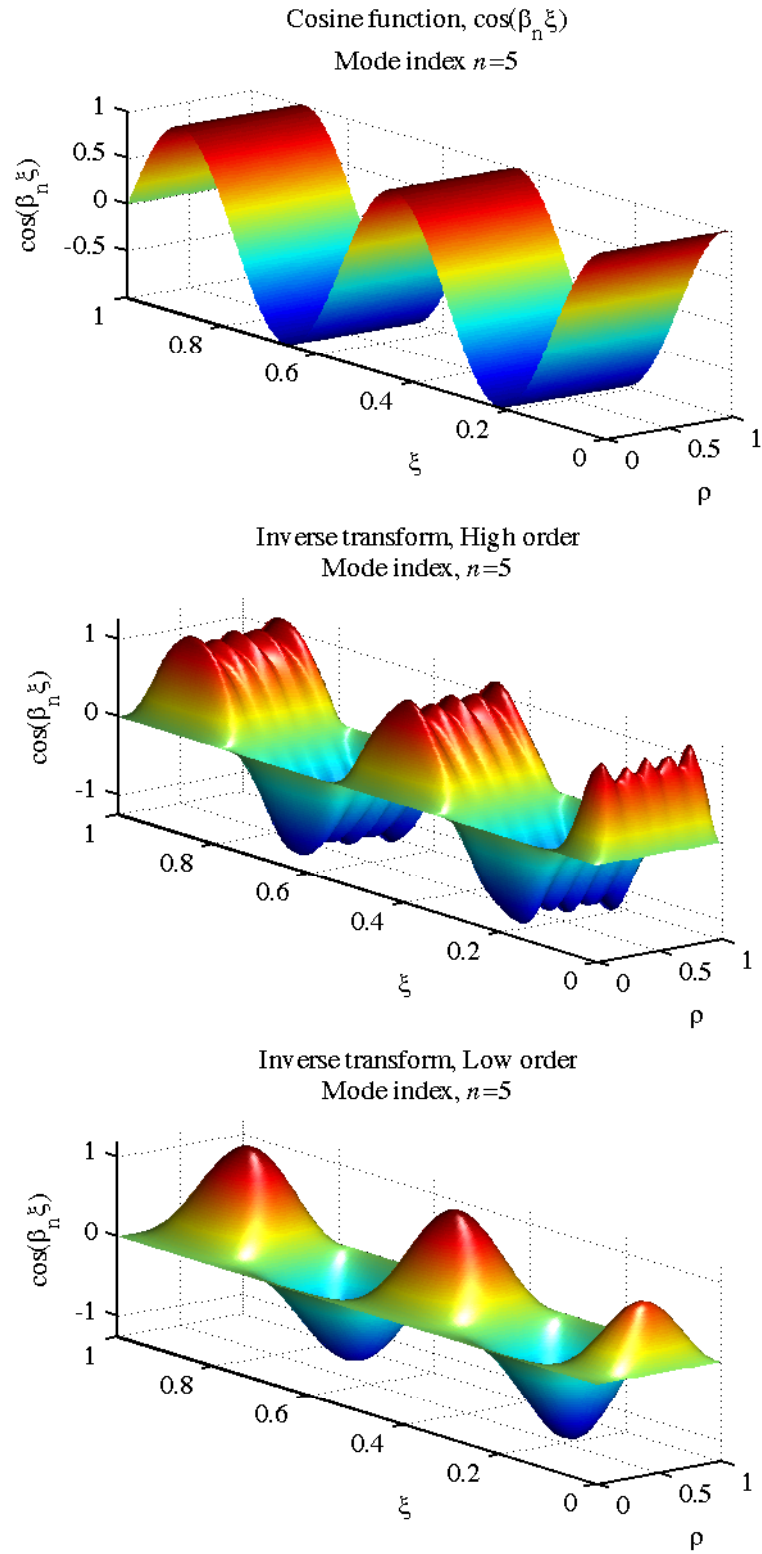 Cosine function, cos(βₙξ)
Mode index n=5
1
0.5
0
-0.5
cos(βₙξ)
1
0.8
0.6
0.4
0.2
0
ξ
0
0.5
1
ρ
Inverse transform, High order
Mode index, n=5
1
0
-1
cos(βₙξ)
1
0.8
0.6
0.4
0.2
0
ξ
0
0.5
1
ρ
Inverse transform, Low order
Mode index, n=5
1
0
-1
cos(βₙξ)
1
0.8
0.6
0.4
0.2
0
ξ
0
0.5
1
ρ